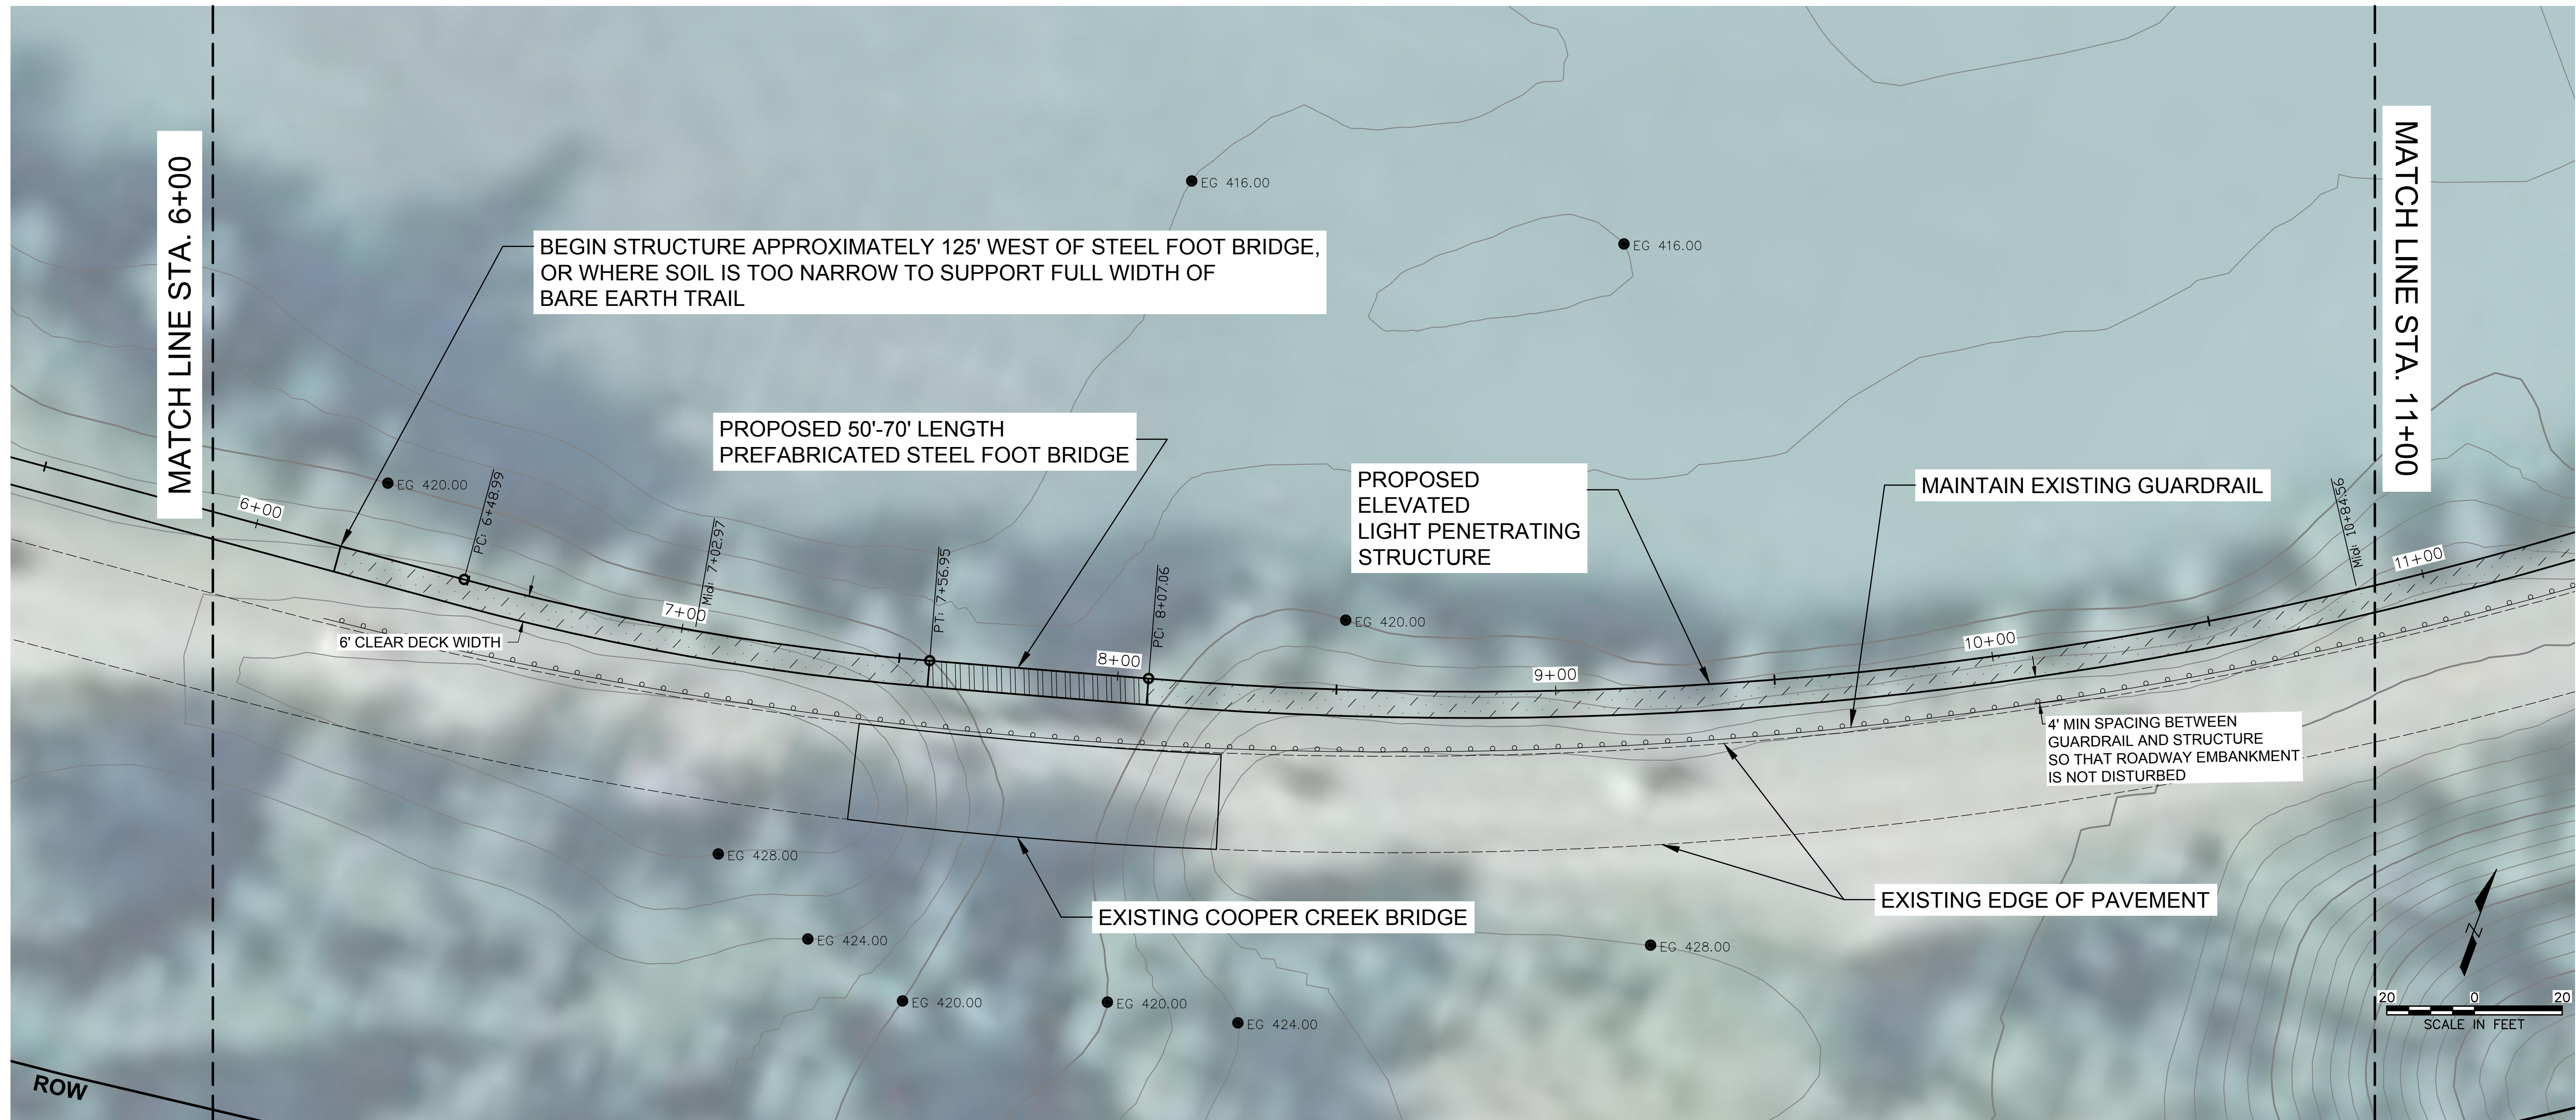 MATCH LINE STA. 6+00
MATCH LINE STA. 11+00
EG 416.00
EG 416.00
BEGIN STRUCTURE APPROXIMATELY 125' WEST OF STEEL FOOT BRIDGE,
OR WHERE SOIL IS TOO NARROW TO SUPPORT FULL WIDTH OF
BARE EARTH TRAIL
PROPOSED 50'-70' LENGTH
PREFABRICATED STEEL FOOT BRIDGE
PROPOSED
ELEVATED
LIGHT PENETRATING
STRUCTURE
MAINTAIN EXISTING GUARDRAIL
EG 420.00
6+00
PC: 6+48.99
Mid: 7+02.97
7+00
PT: 7+56.95
8+00
PC: 8+07.06
EG 420.00
9+00
10+00
Mid: 10+84.56
11+00
6' CLEAR DECK WIDTH
4' MIN SPACING BETWEEN
GUARDRAIL AND STRUCTURE
SO THAT ROADWAY EMBANKMENT
IS NOT DISTURBED
EG 428.00
EXISTING COOPER CREEK BRIDGE
EXISTING EDGE OF PAVEMENT
EG 424.00
EG 428.00
EG 420.00
EG 420.00
EG 424.00
N
20 0 20
SCALE IN FEET
ROW